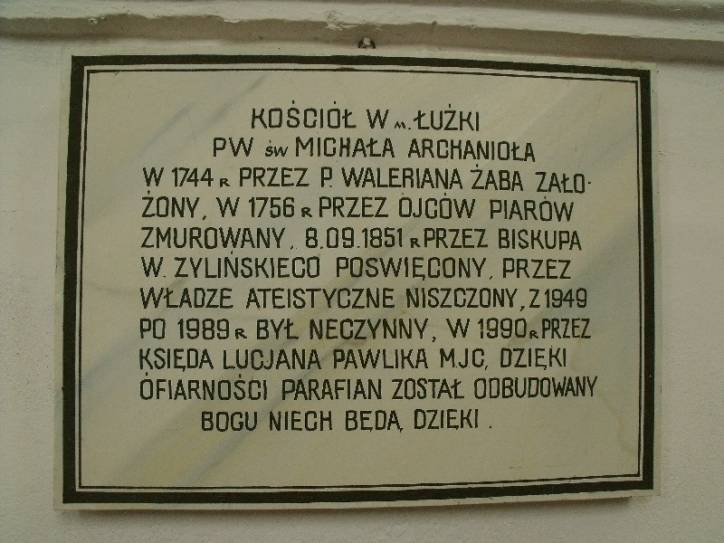 KOŚCIÓŁ W m. ŁUŻKI
PW ŚW MICHAŁA ARCHANIOŁA
W 1744 R PRZEZ P. WALERIANA ŻABA ZAŁO-
ŻONY, W 1756 R PRZEZ OJCÓW PIARÓW
ZMUROWANY, 8.09.1851 R PRZEZ BISKUPA
W. ZYLIŃSKIECO POSWIĘCONY, PRZEZ
WŁADZE ATEISTYCZNE NISZCZONY, Z 1949
PO 1989 R BYŁ NECZYNNY, W 1990 R PRZEZ
KSIĘDA LUCJANA PAWLIKA M.J.C, DZIĘKI
OFIARNOŚCI PARAFIAN ZOSTAŁ ODBUDOWANY
BOGU NIECH BĘDĄ DZIĘKI.